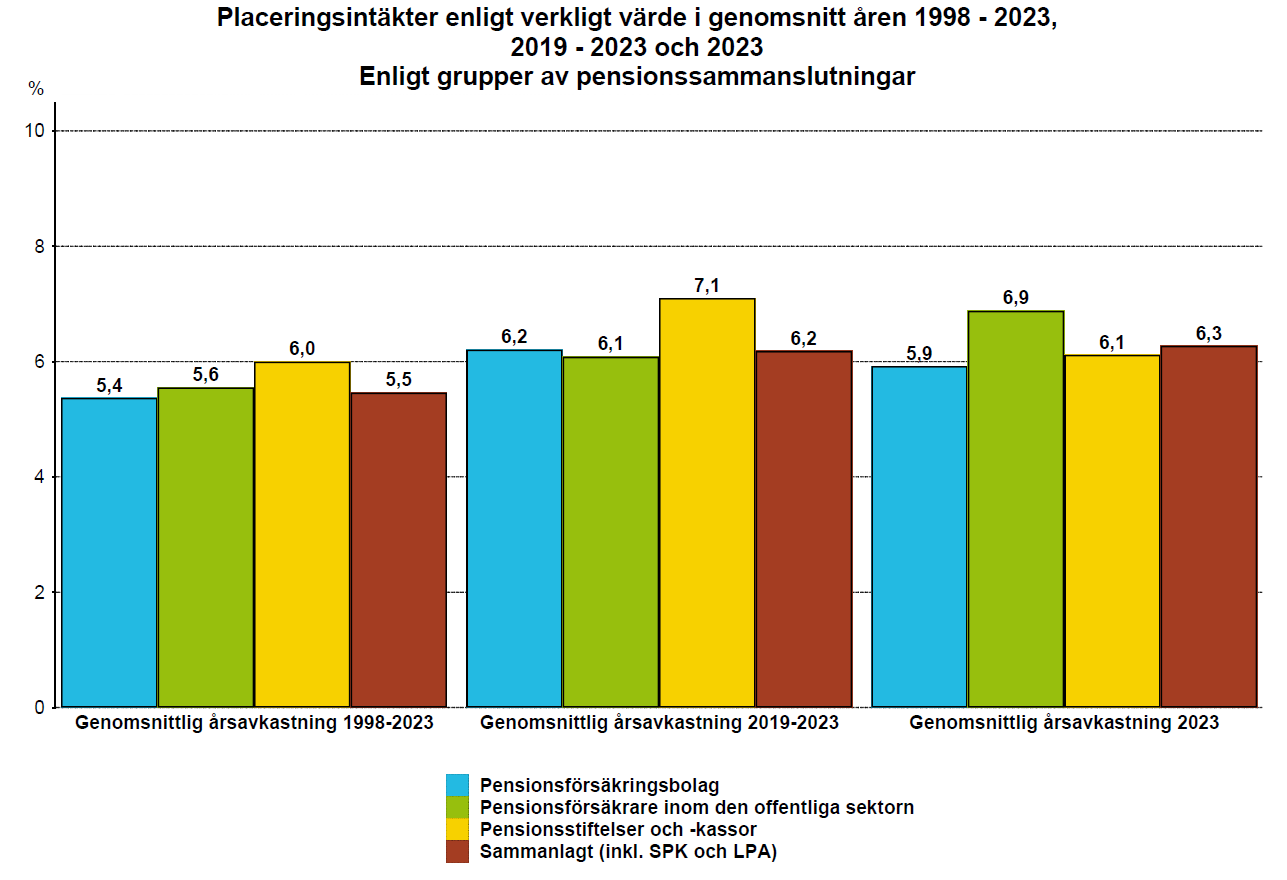 Placeringsintäkter enligt verkligt värde i genomsnitt åren 1998 - 2023,
2019 - 2023 och 2023
Enligt grupper av pensionssammanslutningar
%
10
8
6
4
2
0
5,4
5,6
6,0
5,5
6,2
6,1
7,1
6,2
5,9
6,9
6,1
6,3
Genomsnittlig årsavkastning 1998-2023
Genomsnittlig årsavkastning 2019-2023
Genomsnittlig årsavkastning 2023
Pensionsförsäkringsbolag
Pensionsförsäkrare inom den offentliga sektorn
Pensionsstiftelser och -kassor
Sammanlagt (inkl. SPK och LPA)